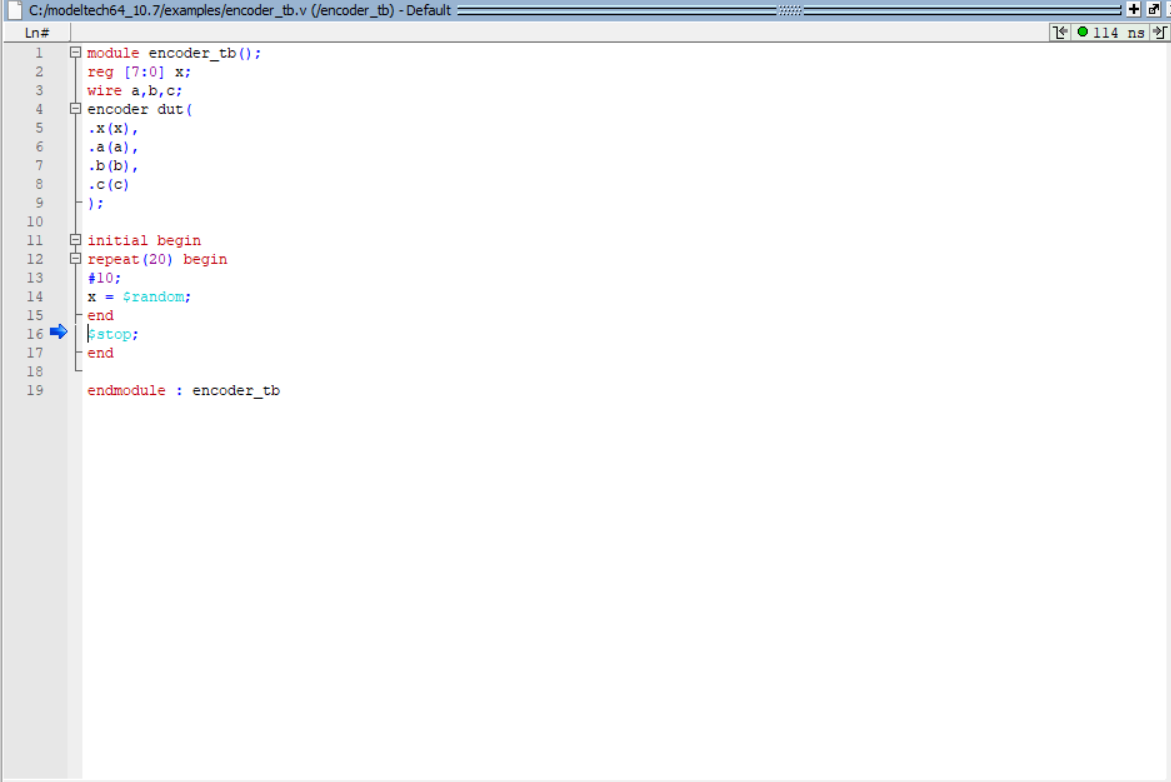 C:/modeltech64_10.7/examples/encoder_tb.v (/encoder_tb) - Default
Ln#
114 ns
1 module encoder_tb();
2 reg [7:0] x;
3 wire a,b,c;
4 encoder dut(
5 .x(x),
6 .a(a),
7 .b(b),
8 .c(c)
9 );
10
11 initial begin
12 repeat(20) begin
13 #10;
14 x = $random;
15 end
16 $stop;
17 end
18
19 endmodule : encoder_tb